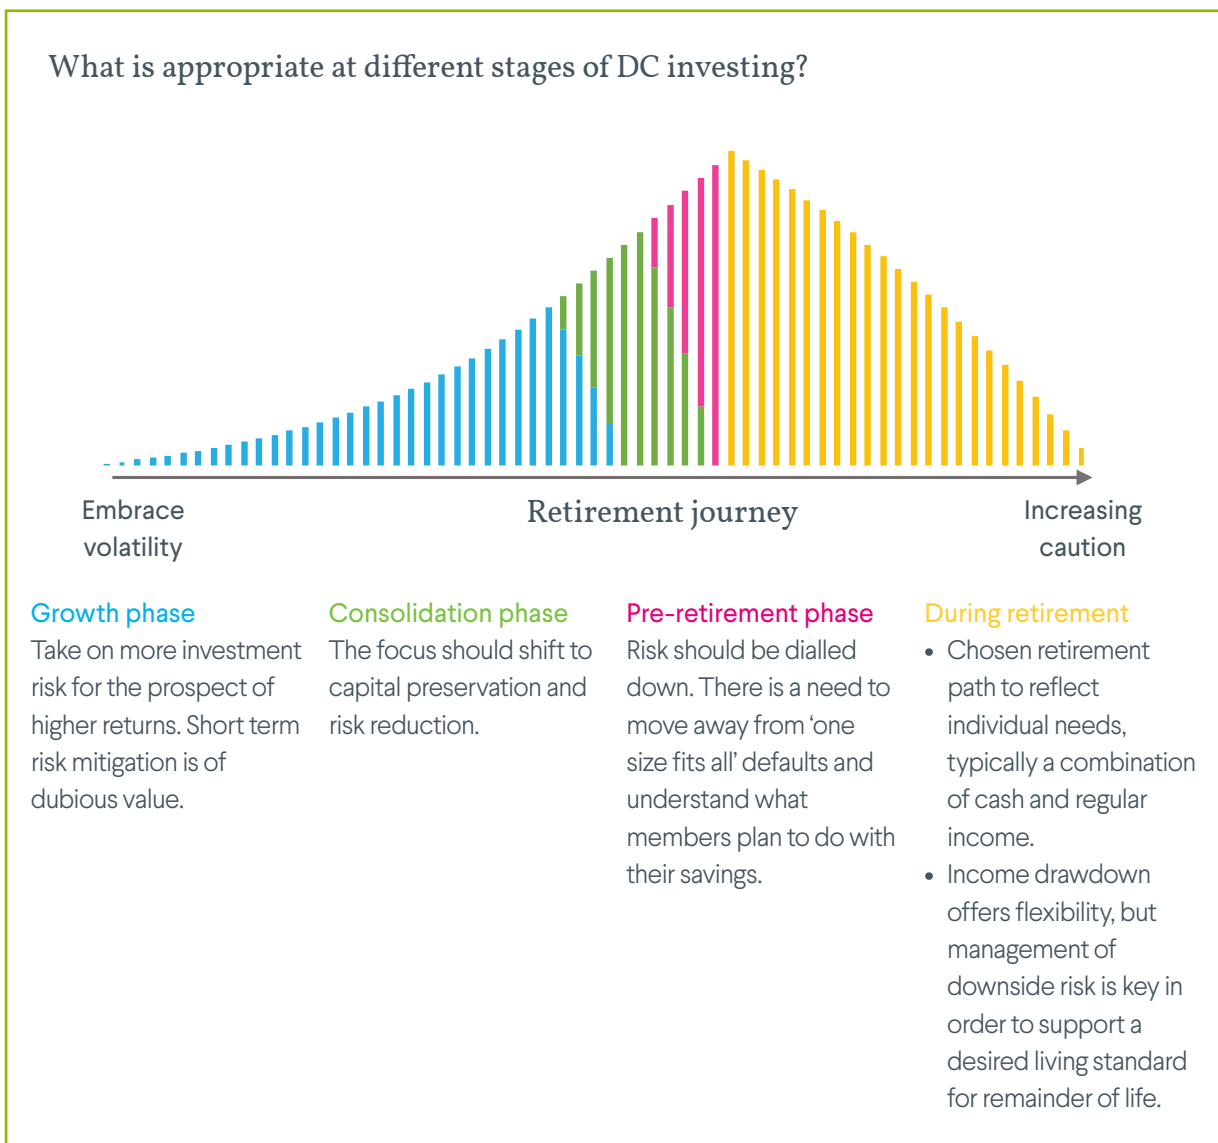 What is appropriate at different stages of DC investing?
Embrace
volatility
Retirement journey
Increasing
caution
Growth phase
Take on more investment
risk for the prospect of
higher returns. Short term
risk mitigation is of
dubious value.
Consolidation phase
The focus should shift to
capital preservation and
risk reduction.
Pre-retirement phase
Risk should be dialled
down. There is a need to
move away from ‘one
size fits all’ defaults and
understand what
members plan to do with
their savings.
During retirement
• Chosen retirement
path to reflect
individual needs,
typically a combination
of cash and regular
income.
• Income drawdown
offers flexibility, but
management of
downside risk is key in
order to support a
desired living standard
for remainder of life.